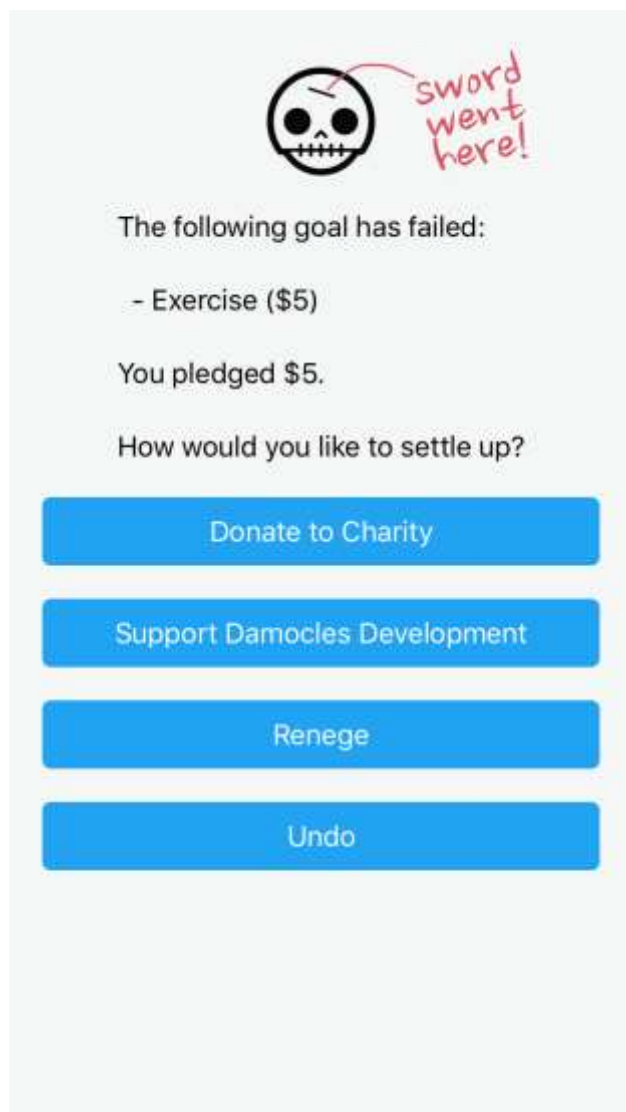 sword
went
here!
The following goal has failed:
- Exercise ($5)
You pledged $5.
How would you like to settle up?
Donate to Charity
Support Damocles Development
Renege
Undo